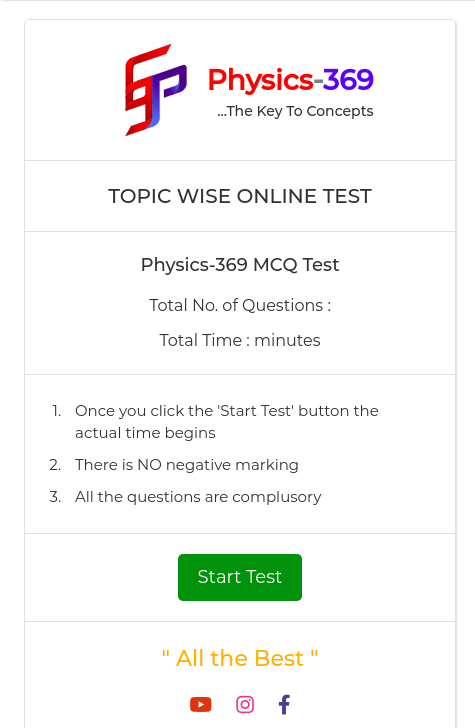 Physics-369
...The Key To Concepts
TOPIC WISE ONLINE TEST
Physics-369 MCQ Test
Total No. of Questions :
Total Time : minutes
1. Once you click the 'Start Test' button the
actual time begins
2. There is NO negative marking
3. All the questions are complusory
Start Test
" All the Best "